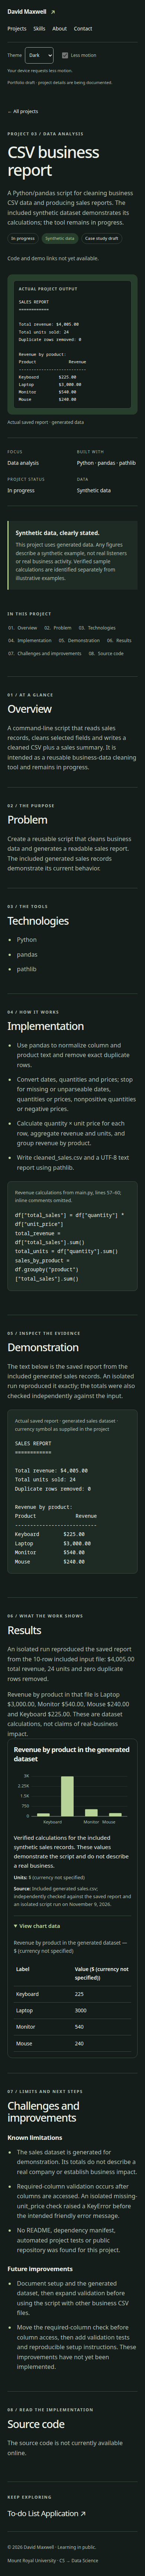 David Maxwell ↗
Projects Skills About Contact
Theme Dark Less motion
Your device requests less motion.
Portfolio draft · project details are being documented.
← All projects
PROJECT 03 / DATA ANALYSIS
CSV business
report
A Python/pandas script for cleaning business
CSV data and producing sales reports. The
included synthetic dataset demonstrates its
calculations; the tool remains in progress.
In progress Synthetic data Case study draft
Code and demo links not yet available.
ACTUAL PROJECT OUTPUT
SALES REPORT
============
Total revenue: $4,005.00
Total units sold: 24
Duplicate rows removed: 0
Revenue by product:
Product Revenue
----------------------------
Keyboard $225.00
Laptop $3,000.00
Monitor $540.00
Mouse $240.00
Actual saved report · generated data
FOCUS
Data analysis
BUILT WITH
Python · pandas · pathlib
PROJECT STATUS
In progress
DATA
Synthetic data
Synthetic data, clearly stated.
This project uses generated data. Any figures
describe a synthetic example, not real listeners
or real business activity. Verified sample
calculations are identified separately from
illustrative examples.
IN THIS PROJECT
01. Overview 02. Problem 03. Technologies
04. Implementation 05. Demonstration 06. Results
07. Challenges and Improvements 08. Source code
01 / AT A GLANCE
Overview
A command-line script that reads sales
records, cleans selected fields and writes a
cleaned CSV plus a sales summary. It is
intended as a reusable business-data cleaning
tool and remains in progress.
02 / THE PURPOSE
Problem
Create a reusable script that cleans business
data and generates a readable sales report.
The included generated sales records
demonstrate its current behavior.
03 / THE TOOLS
Technologies
• Python
• pandas
• pathlib
04 / HOW IT WORKS
Implementation
• Use pandas to normalize column and
product text and remove exact duplicate
rows.
• Convert dates, quantities and prices; stop
for missing or unparseable dates,
quantities or prices, nonpositive quantities
or negative prices.
• Calculate quantity × unit price for each
row, aggregate revenue and units, and
group revenue by product.
• Write cleaned_sales.csv and a UTF-8 text
report using pathlib.
Revenue calculations from main.py, lines 57–60;
inline comments omitted.
df["total_sales"] = df["quantity"] *
df["unit_price"]
total_revenue =
df["total_sales"].sum()
total_units = df["quantity"].sum()
sales_by_product =
df.groupby("product")
["total_sales"].sum()
05 / INSPECT THE EVIDENCE
Demonstration
The text below is the saved report from the
included generated sales records. An isolated
run reproduced it exactly; the totals were also
checked independently against the input.
Actual saved report · generated sales dataset ·
currency symbol as supplied in the project
SALES REPORT
============
Total revenue: $4,005.00
Total units sold: 24
Duplicate rows removed: 0
Revenue by product:
Product Revenue
----------------------------
Keyboard $225.00
Laptop $3,000.00
Monitor $540.00
Mouse $240.00
06 / WHAT THE WORK SHOWS
Results
An isolated run reproduced the saved report
from the 10-row included input file: $4,005.00
total revenue, 24 units and zero duplicate
rows removed.
Revenue by product in that file is Laptop
$3,000.00, Monitor $540.00, Mouse $240.00
and Keyboard $225.00. These are dataset
calculations, not claims of real-business
impact.
Revenue by product in the generated
dataset
3K
2.25K
1.5K
750
0
Keyboard Monitor Mouse
Verified calculations for the included
synthetic sales records. These values
demonstrate the script and do not describe
a real business.
Units: $ (currency not specified)
Source: Included generated sales.csv;
independently checked against the saved report and
an isolated script run on November 9, 2026.
▼ View chart data
Revenue by product in the generated dataset —
$ (currency not specified)
Label Value ($ (currency not
specified))
Keyboard 225
Laptop 3000
Monitor 540
Mouse 240
07 / LIMITS AND NEXT STEPS
Challenges and
improvements
Known limitations
• The sales dataset is generated for
demonstration. Its totals do not describe a
real company or establish business impact.
• Required-column validation occurs after
columns are accessed. An isolated missing-
unit_price check raised a KeyError before
the intended friendly error message.
• No README, dependency manifest,
automated project tests or public
repository was found for this project.
Future improvements
• Document setup and the generated
dataset, then expand validation before
using the script with other business CSV
files.
• Move the required-column check before
column access, then add validation tests
and reproducible setup instructions. These
improvements have not yet been
implemented.
08 / READ THE IMPLEMENTATION
Source code
The source code is not currently available
online.
KEEP EXPLORING
To-do List Application ↗
© 2026 David Maxwell · Learning in public.
Mount Royal University · CS → Data Science